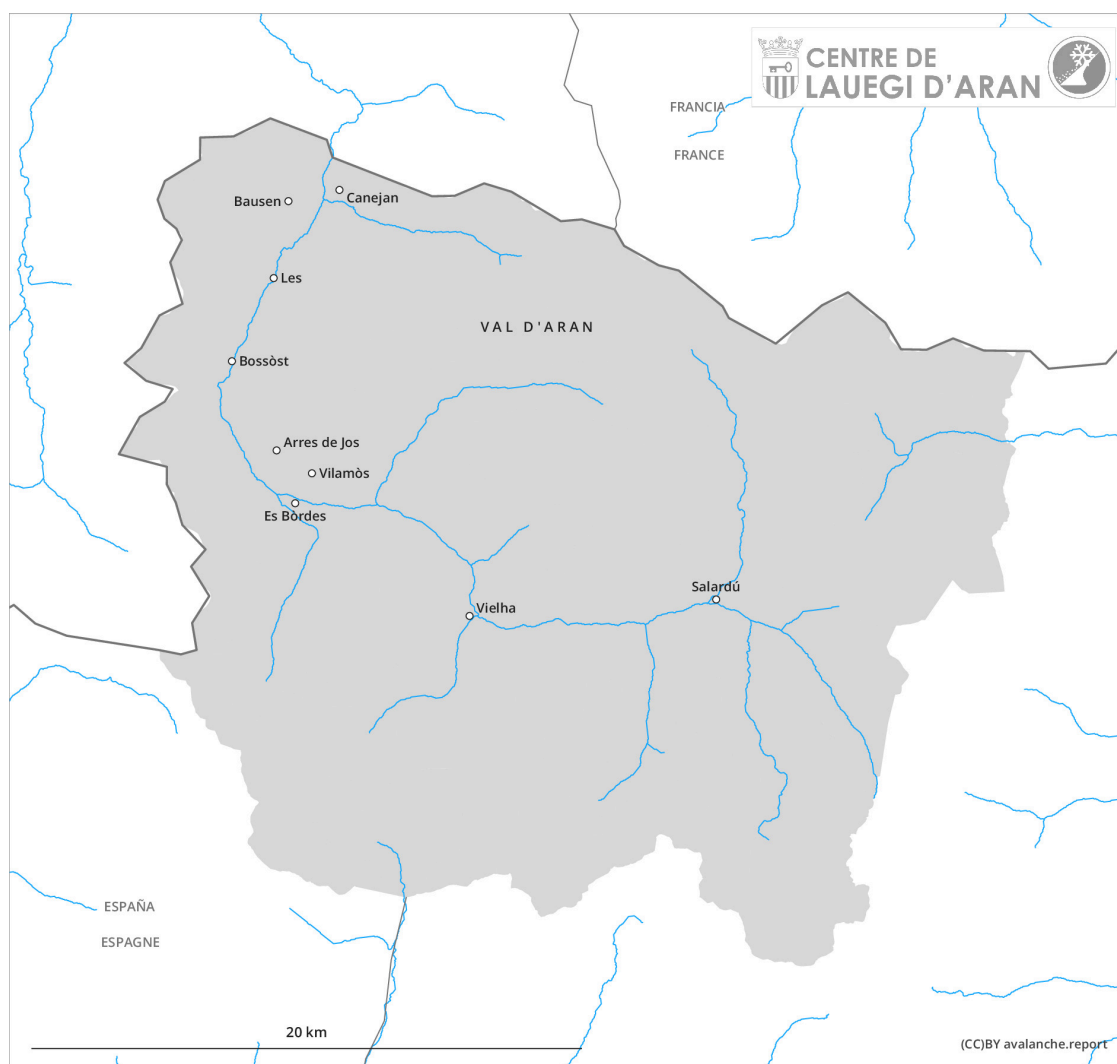 CENTRE DE
LAUEGI D'ARAN
FRANCIA
FRANCE
Canejan
Bausen
Les
VAL D'ARAN
Bossòst
Arres de Jos
Vilamòs
Es Bòrdes
Salardú
Vielha
ESPAÑA
ESPAGNE
20 km
(CC)BY avalanche.report